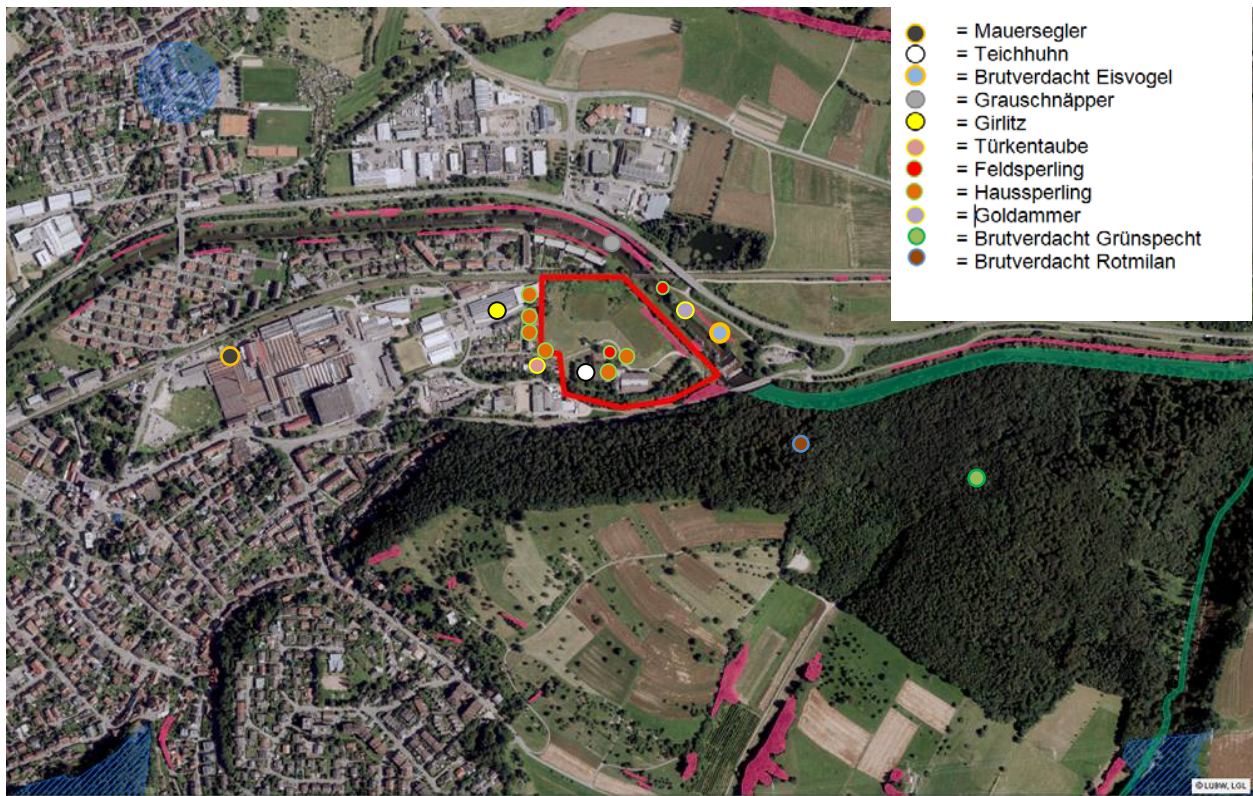 = Mauersegler
= Teichhuhn
= Brutverdacht Eisvogel
= Grauschnäpper
= Girlitz
= Türkentaube
= Feldsperling
= Haussperling
= Goldammer
= Brutverdacht Grünspecht
= Brutverdacht Rotmilan
© LUBW, LGL